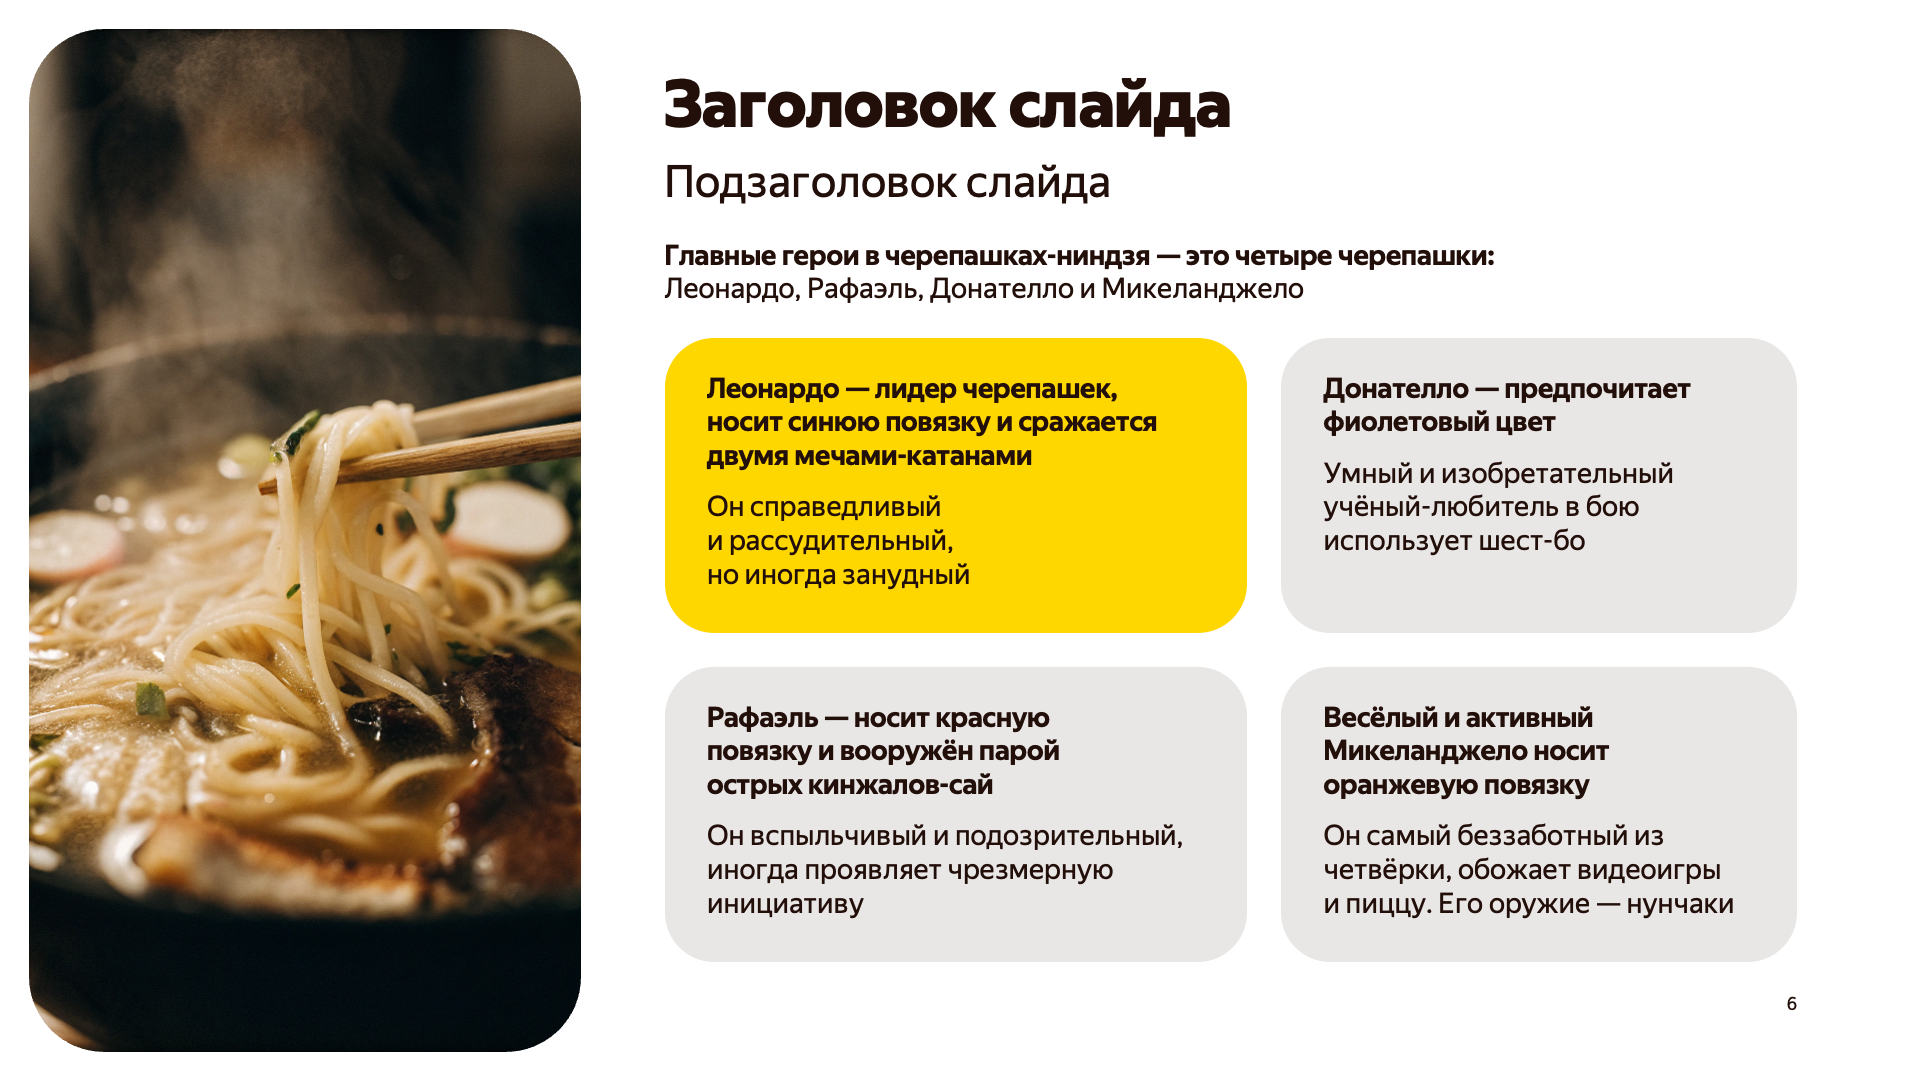 Заголовок слайда
Подзаголовок слайда
Главные герои в черепашках-ниндзя — это четыре черепашки:
Леонардо, Рафаэль, Донателло и Микеланджело
Леонардо — лидер черепашек,
носит синюю повязку и сражается
двумя мечами-катанами
Он справедливый
и рассудительный,
но иногда занудный
Донателло — предпочитает
фиолетовый цвет
Умный и изобретательный
учёный-любитель в бою
использует шест-бо
Рафаэль — носит красную
повязку и вооружён парой
острых кинжалов-сай
Он вспыльчивый и подозрительный,
иногда проявляет чрезмерную
инициативу
Весёлый и активный
Микеланджело носит
оранжевую повязку
Он самый беззаботный из
четвёрки, обожает видеоигры
и пиццу. Его оружие — нунчаки
6